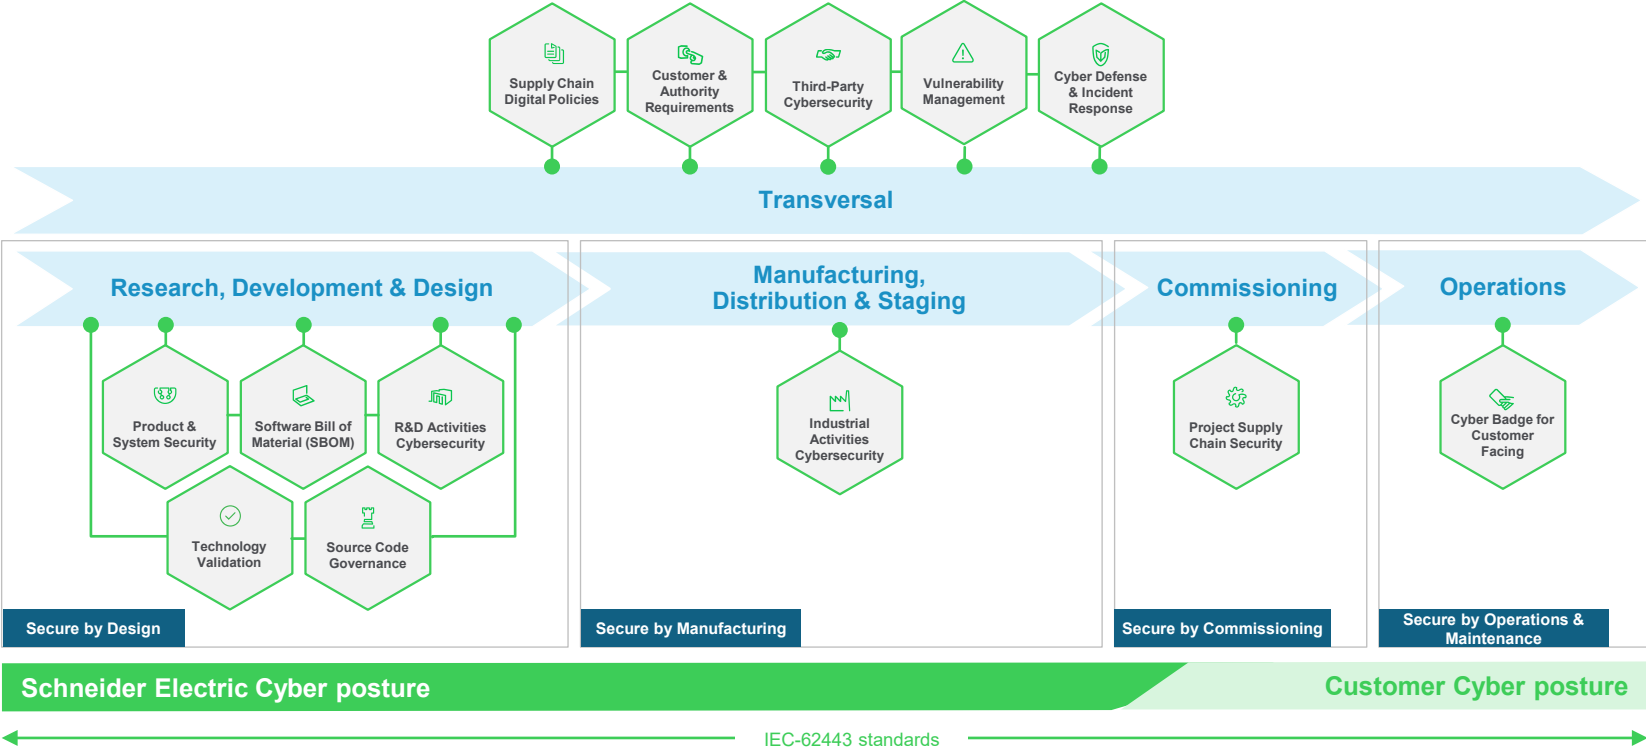 Supply Chain
Digital Policies
Customer &
Authority
Requirements
Third-Party
Cybersecurity
Vulnerability
Management
Cyber Defense
& Incident
Response
Transversal
Research, Development & Design
Manufacturing,
Distribution & Staging
Commissioning
Operations
Product &
System Security
Software Bill of
Material (SBOM)
R&D Activities
Cybersecurity
Technology
Validation
Source Code
Governance
Industrial
Activities
Cybersecurity
Project Supply
Chain Security
Cyber Badge for
Customer
Facing
Secure by Design
Secure by Manufacturing
Secure by Commissioning
Secure by Operations &
Maintenance
Schneider Electric Cyber posture
Customer Cyber posture
IEC-62443 standards